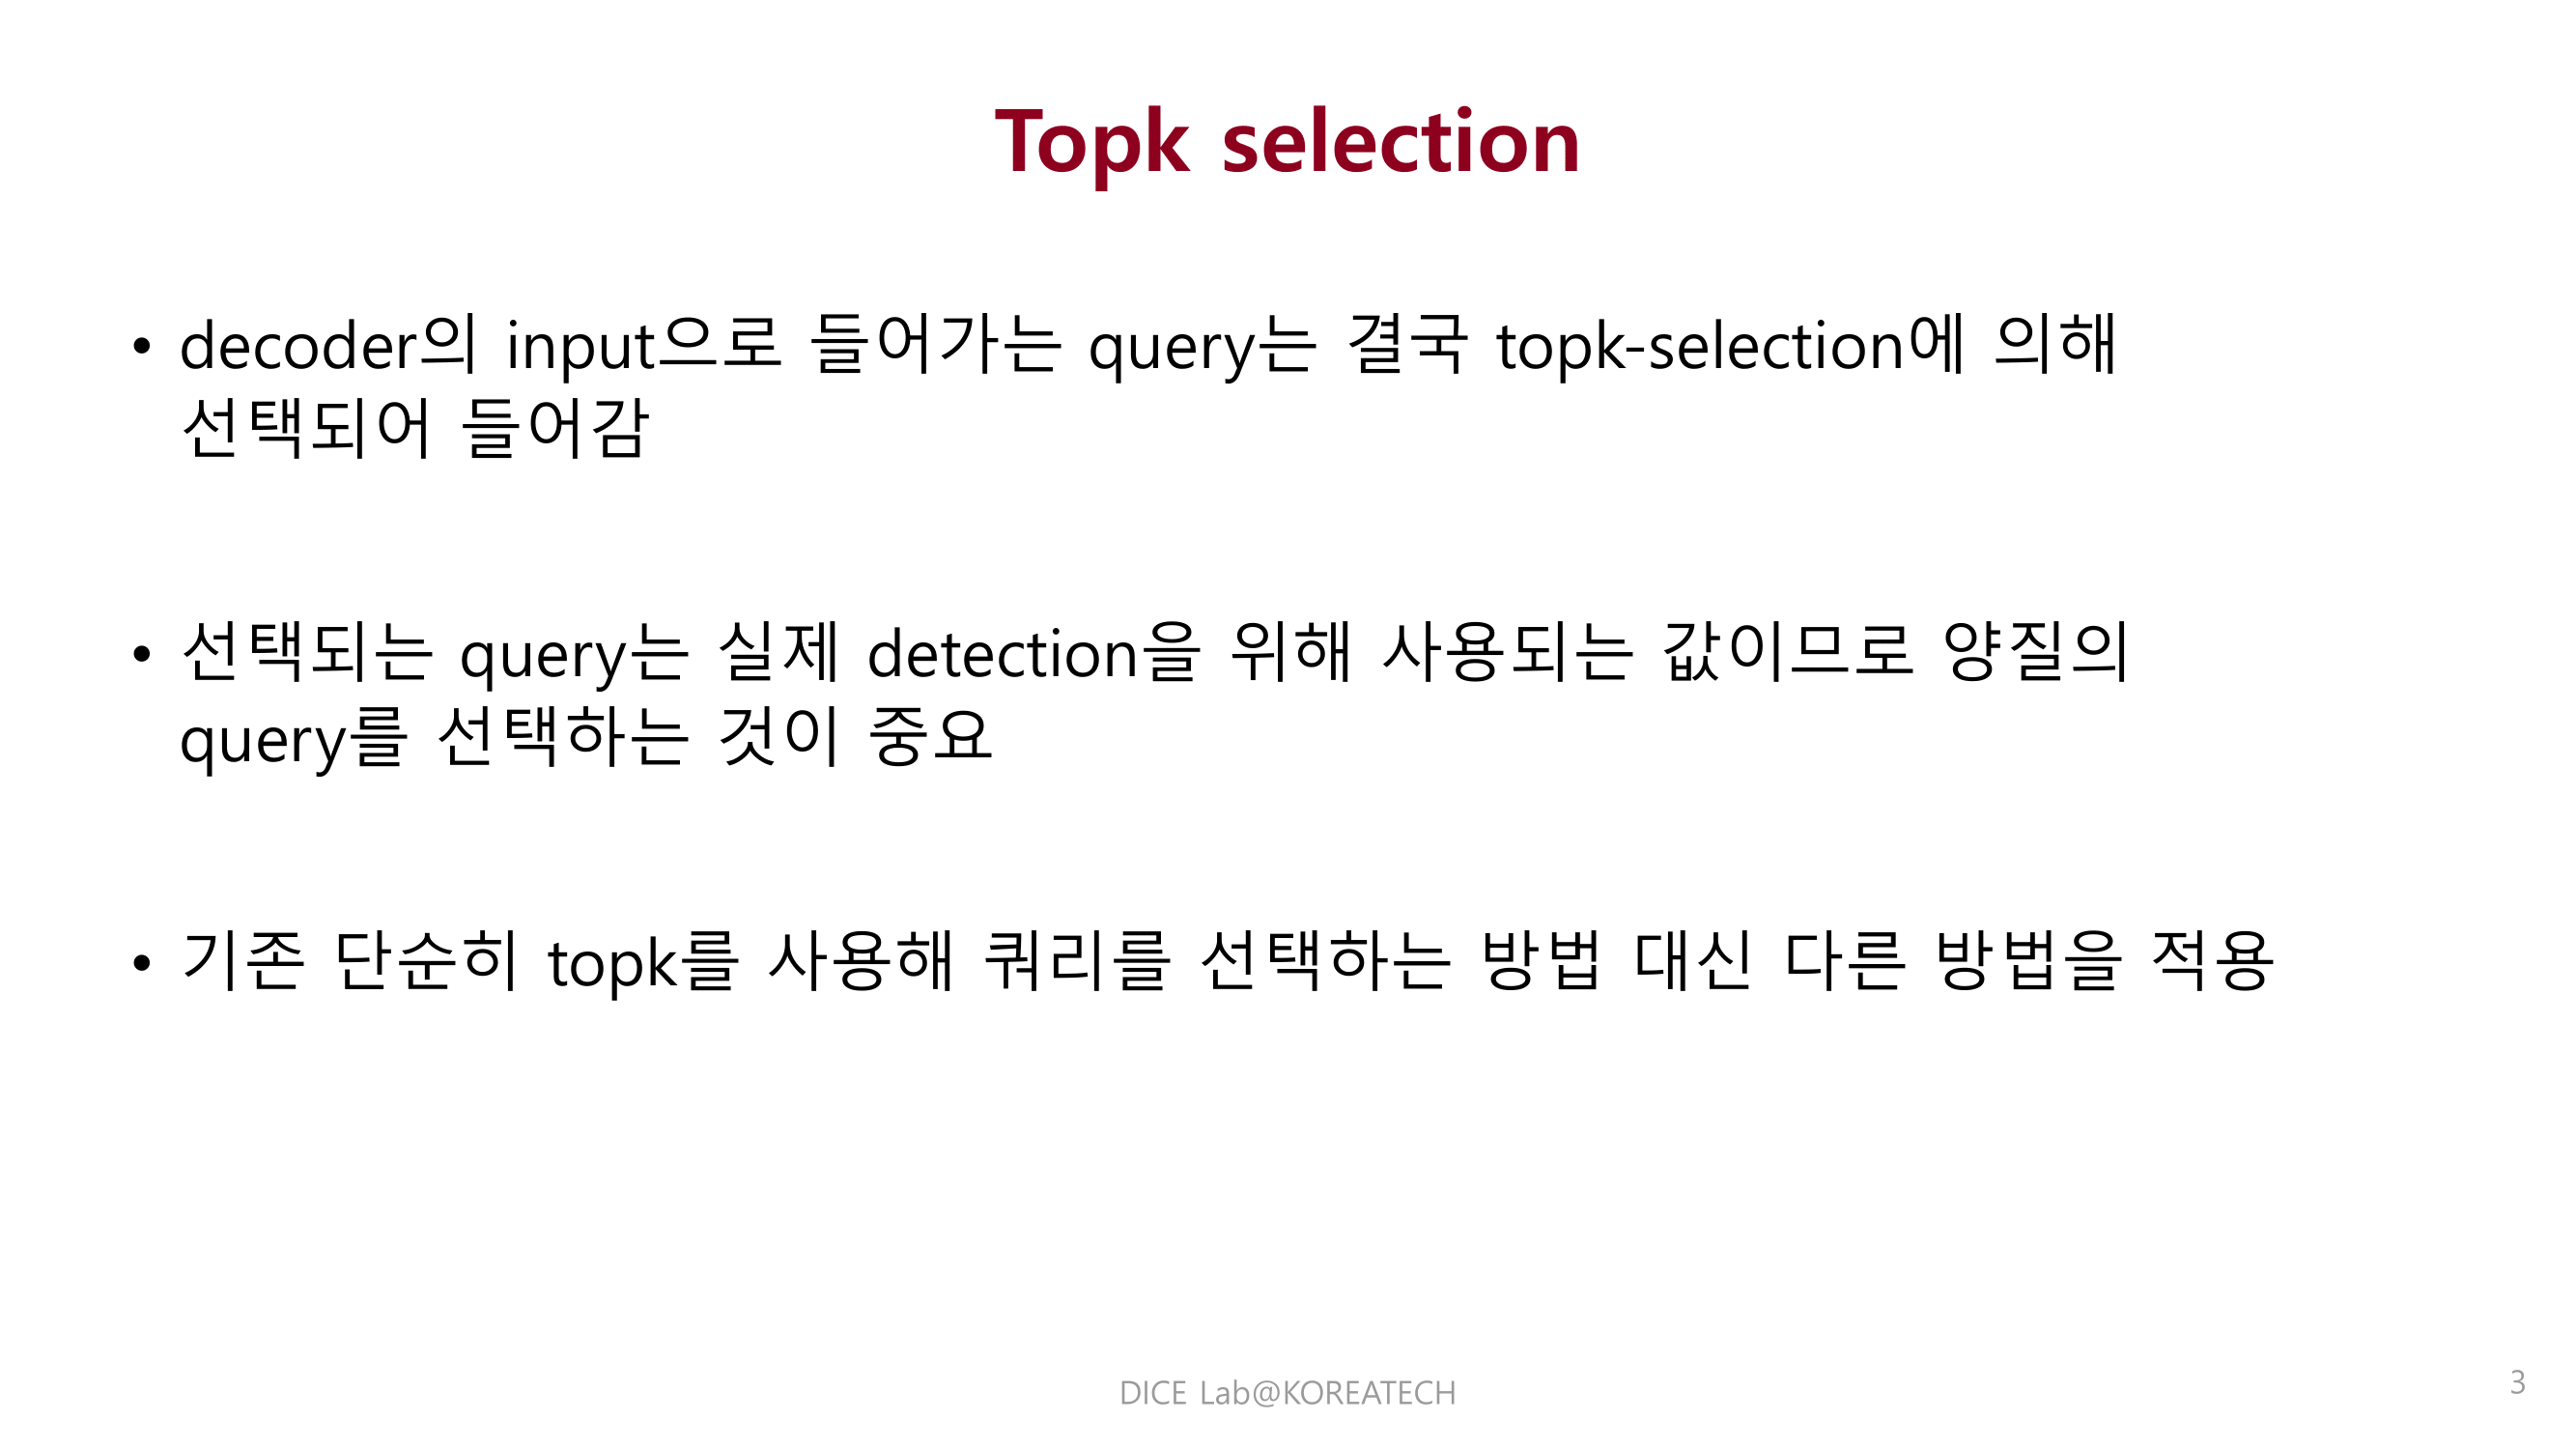 Topk selection
• decoder의 input으로 들어가는 query는 결국 topk-selection에 의해
선택되어 들어감
• 선택되는 query는 실제 detection을 위해 사용되는 값이므로 양질의
query를 선택하는 것이 중요
• 기존 단순히 topk를 사용해 쿼리를 선택하는 방법 대신 다른 방법을 적용
DICE Lab@KOREATECH
3